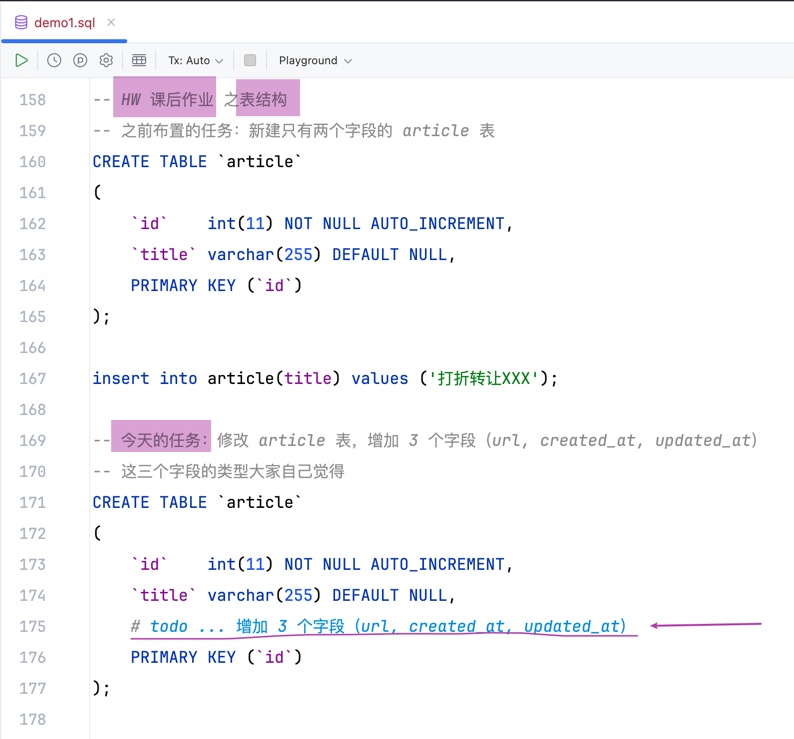 demo1.sql
Tx: Auto Playground
158 -- HW 课后作业 之表结构
159 -- 之前布置的任务：新建只有两个字段的 article 表
160 CREATE TABLE `article`
161 (
162 `id` int(11) NOT NULL AUTO_INCREMENT,
163 `title` varchar(255) DEFAULT NULL,
164 PRIMARY KEY (`id`)
165 );
166
167 insert into article(title) values ('打折转让XXX');
168
169 -- 今天的任务：修改 article 表，增加 3 个字段（url, created_at, updated_at）
170 -- 这三个字段的类型大家自己觉得
171 CREATE TABLE `article`
172 (
173 `id` int(11) NOT NULL AUTO_INCREMENT,
174 `title` varchar(255) DEFAULT NULL,
175 # todo ... 增加 3 个字段（url, created_at, updated_at）
176 PRIMARY KEY (`id`)
177 );
178